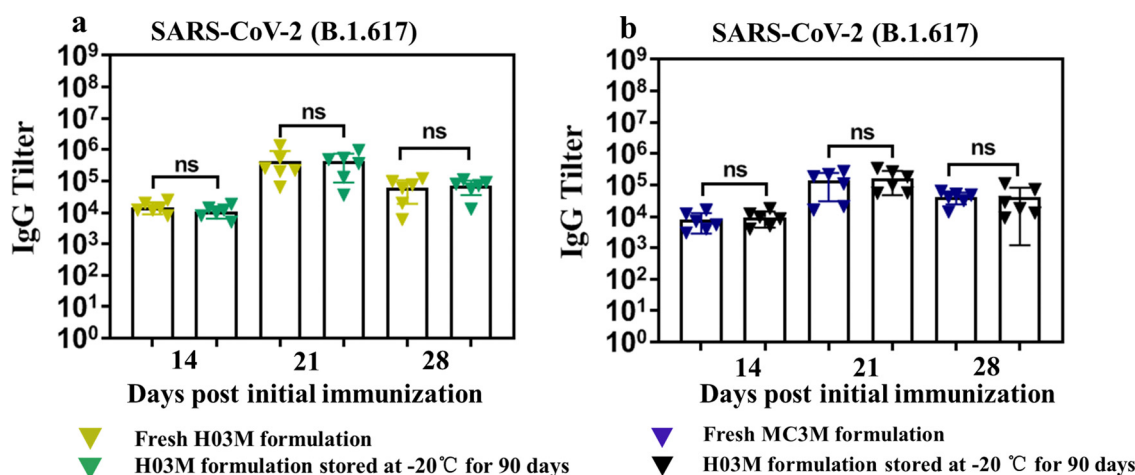 a
SARS-CoV-2 (B.1.617)
IgG Tilter
10⁹
10⁸
10⁷
10⁶
10⁵
10⁴
10³
10²
10¹
10⁰
ns
ns
ns
14
21
28
Days post initial immunization
Fresh H03M formulation
H03M formulation stored at -20℃ for 90 days
b
SARS-CoV-2 (B.1.617)
IgG Tilter
10⁹
10⁸
10⁷
10⁶
10⁵
10⁴
10³
10²
10¹
10⁰
ns
ns
ns
14
21
28
Days post initial immunization
Fresh MC3M formulation
H03M formulation stored at -20℃ for 90 days